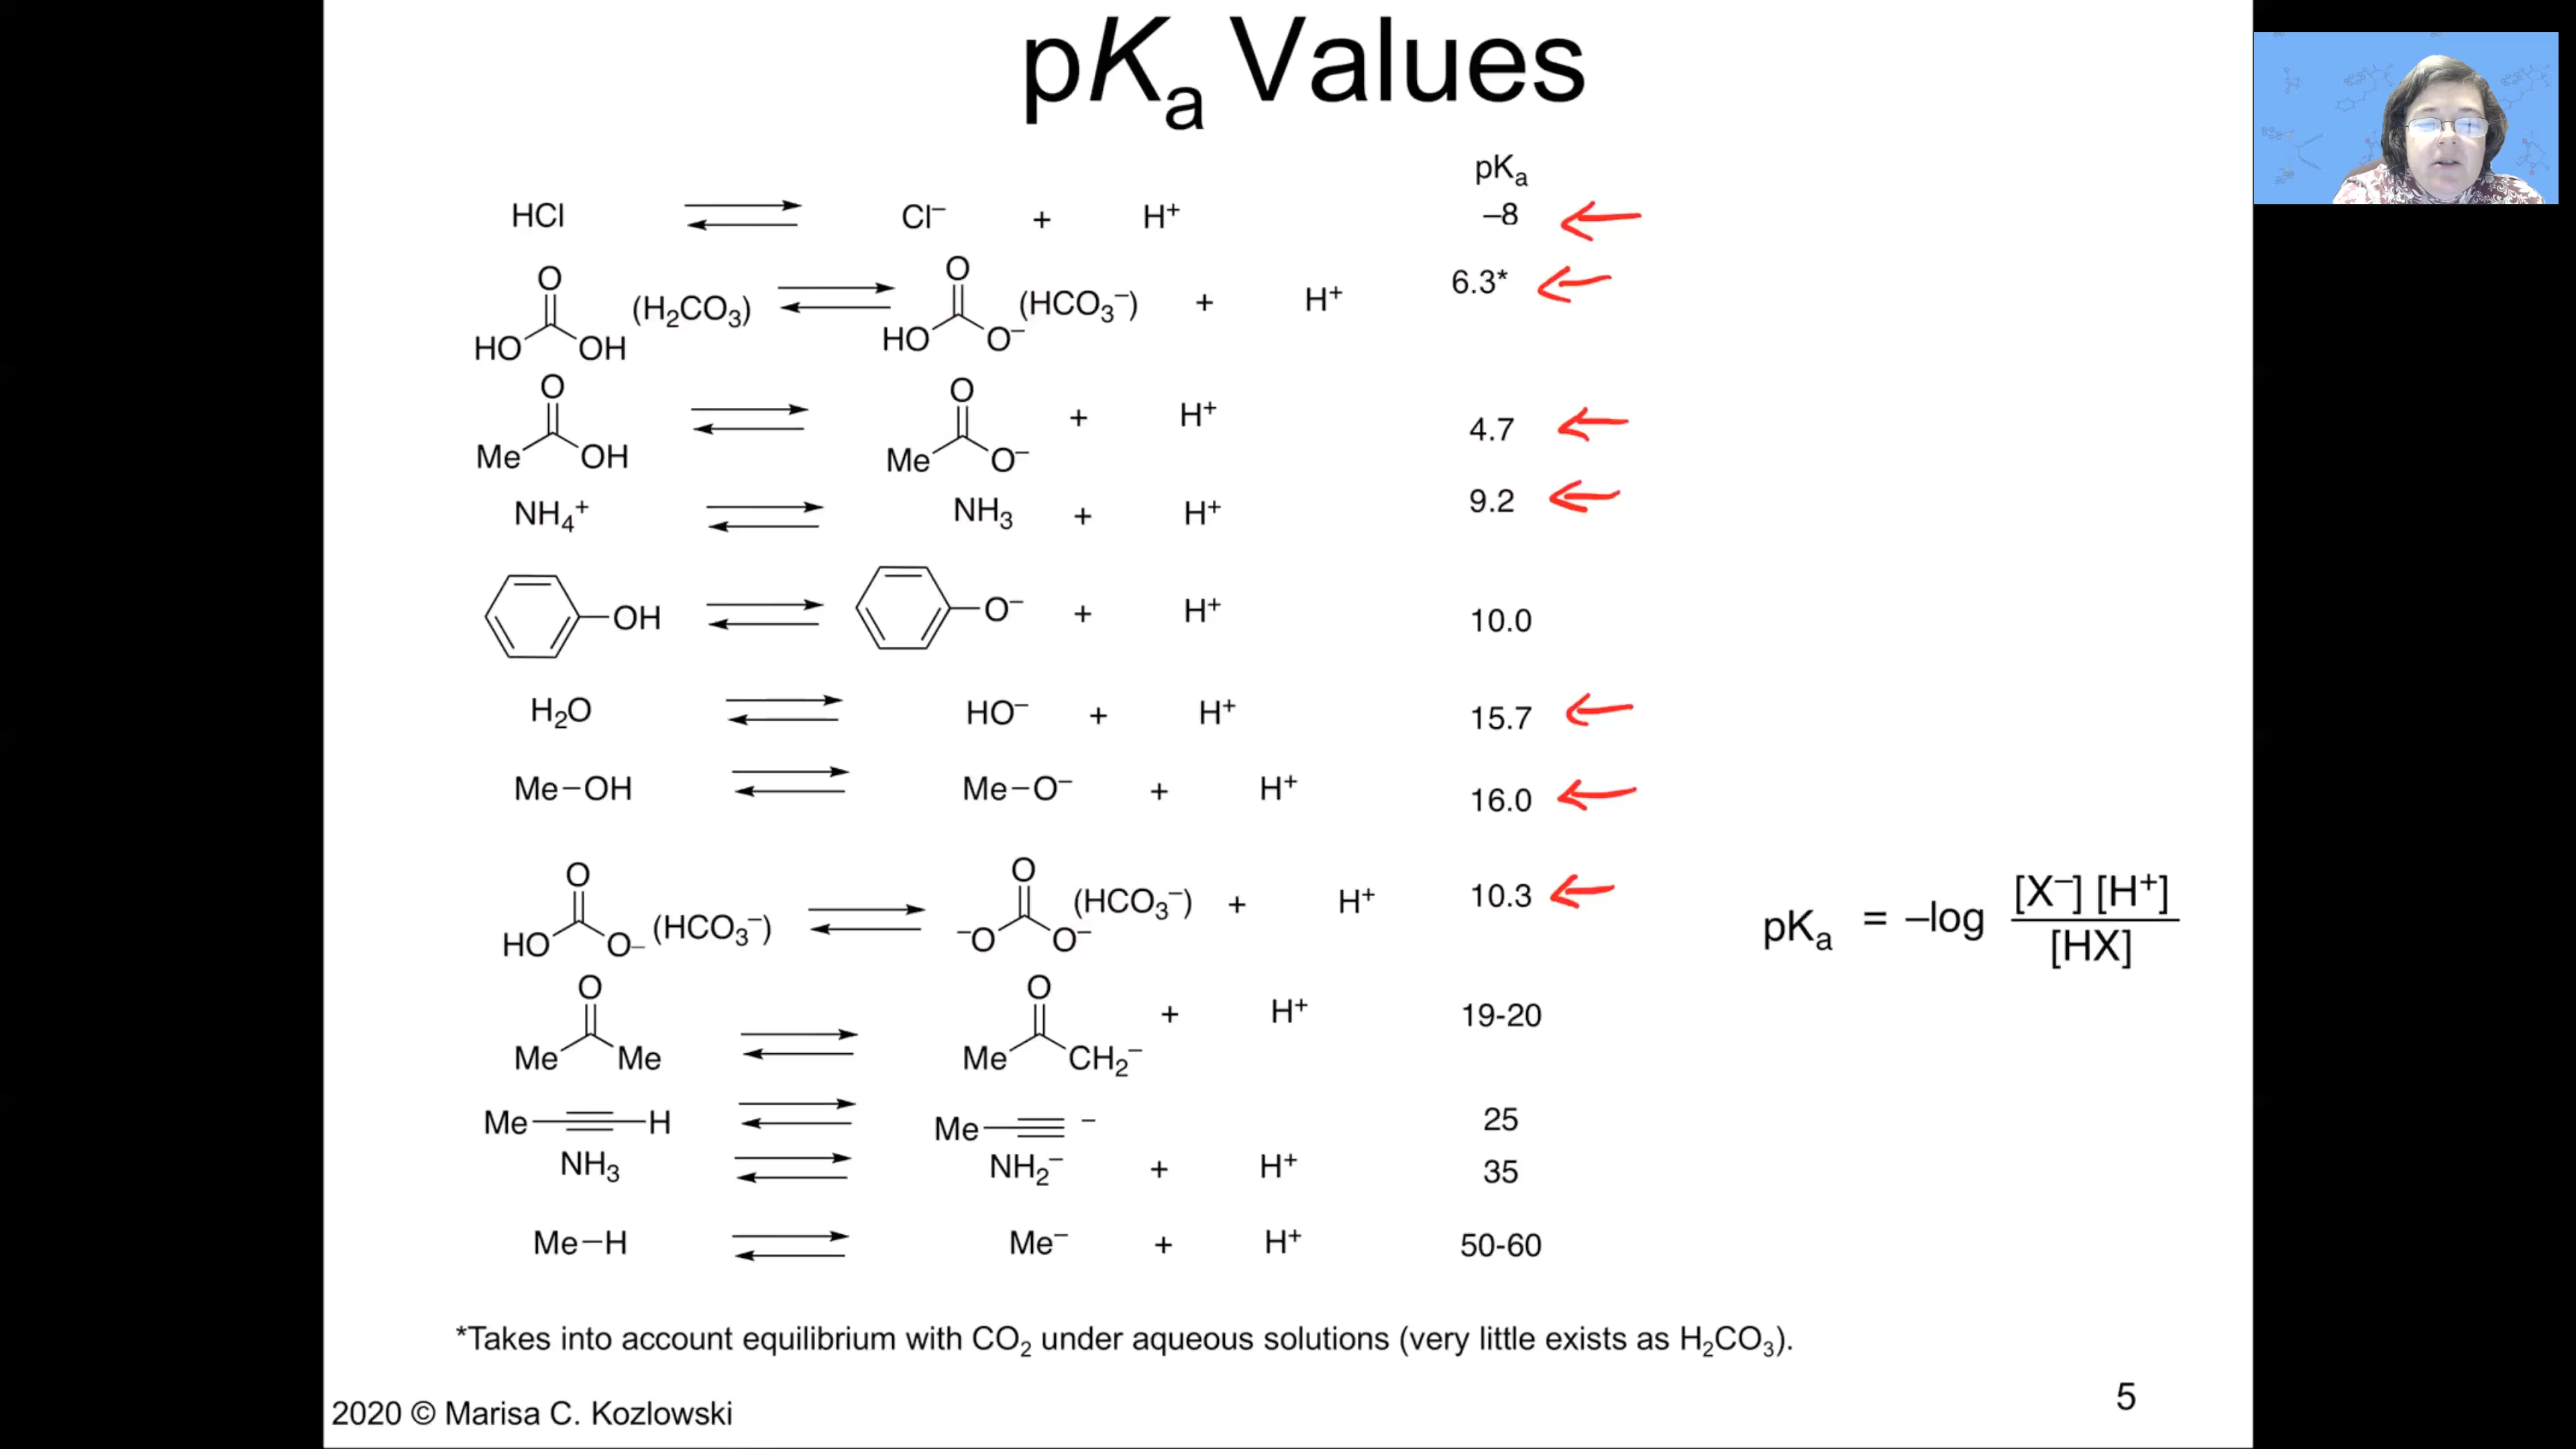 pKₐ Values
pKₐ
HCl Cl⁻ + H⁺ –8
O HO OH (H₂CO₃) O HO O⁻ (HCO₃⁻) + H⁺ 6.3*
O Me OH O Me O⁻ + H⁺ 4.7
NH₄⁺ NH₃ + H⁺ 9.2
OH O⁻ + H⁺ 10.0
H₂O HO⁻ + H⁺ 15.7
Me–OH Me–O⁻ + H⁺ 16.0
O HO O⁻ (HCO₃⁻) O ⁻O O⁻ (HCO₃⁻) + H⁺ 10.3
pKₐ = –log [X⁻] [H⁺] / [HX]
O Me Me O Me CH₂⁻ + H⁺ 19-20
Me H Me ⁻ 25
NH₃ NH₂⁻ + H⁺ 35
Me–H Me⁻ + H⁺ 50-60
*Takes into account equilibrium with CO₂ under aqueous solutions (very little exists as H₂CO₃).
2020 © Marisa C. Kozlowski
5